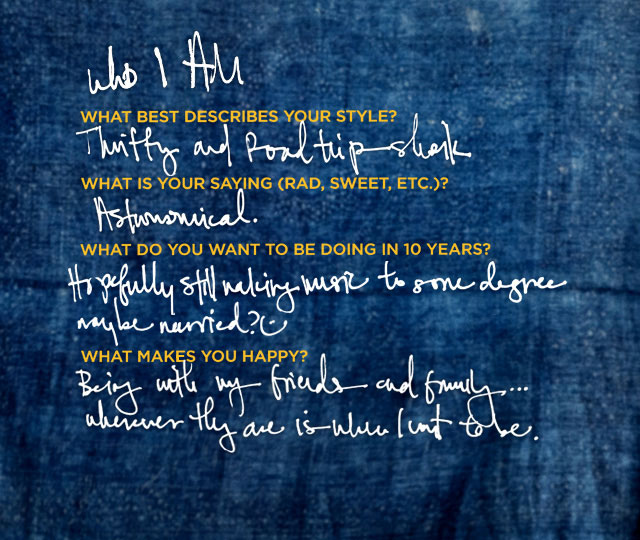 who I AM
WHAT BEST DESCRIBES YOUR STYLE?
Thrifty and Road trip-sheik
WHAT IS YOUR SAYING (RAD, SWEET, ETC.)?
Astronomical.
WHAT DO YOU WANT TO BE DOING IN 10 YEARS?
Hopefully still making music to some degree
maybe married?
WHAT MAKES YOU HAPPY?
Being with my friends and family...
wherever they are is where I want to be.